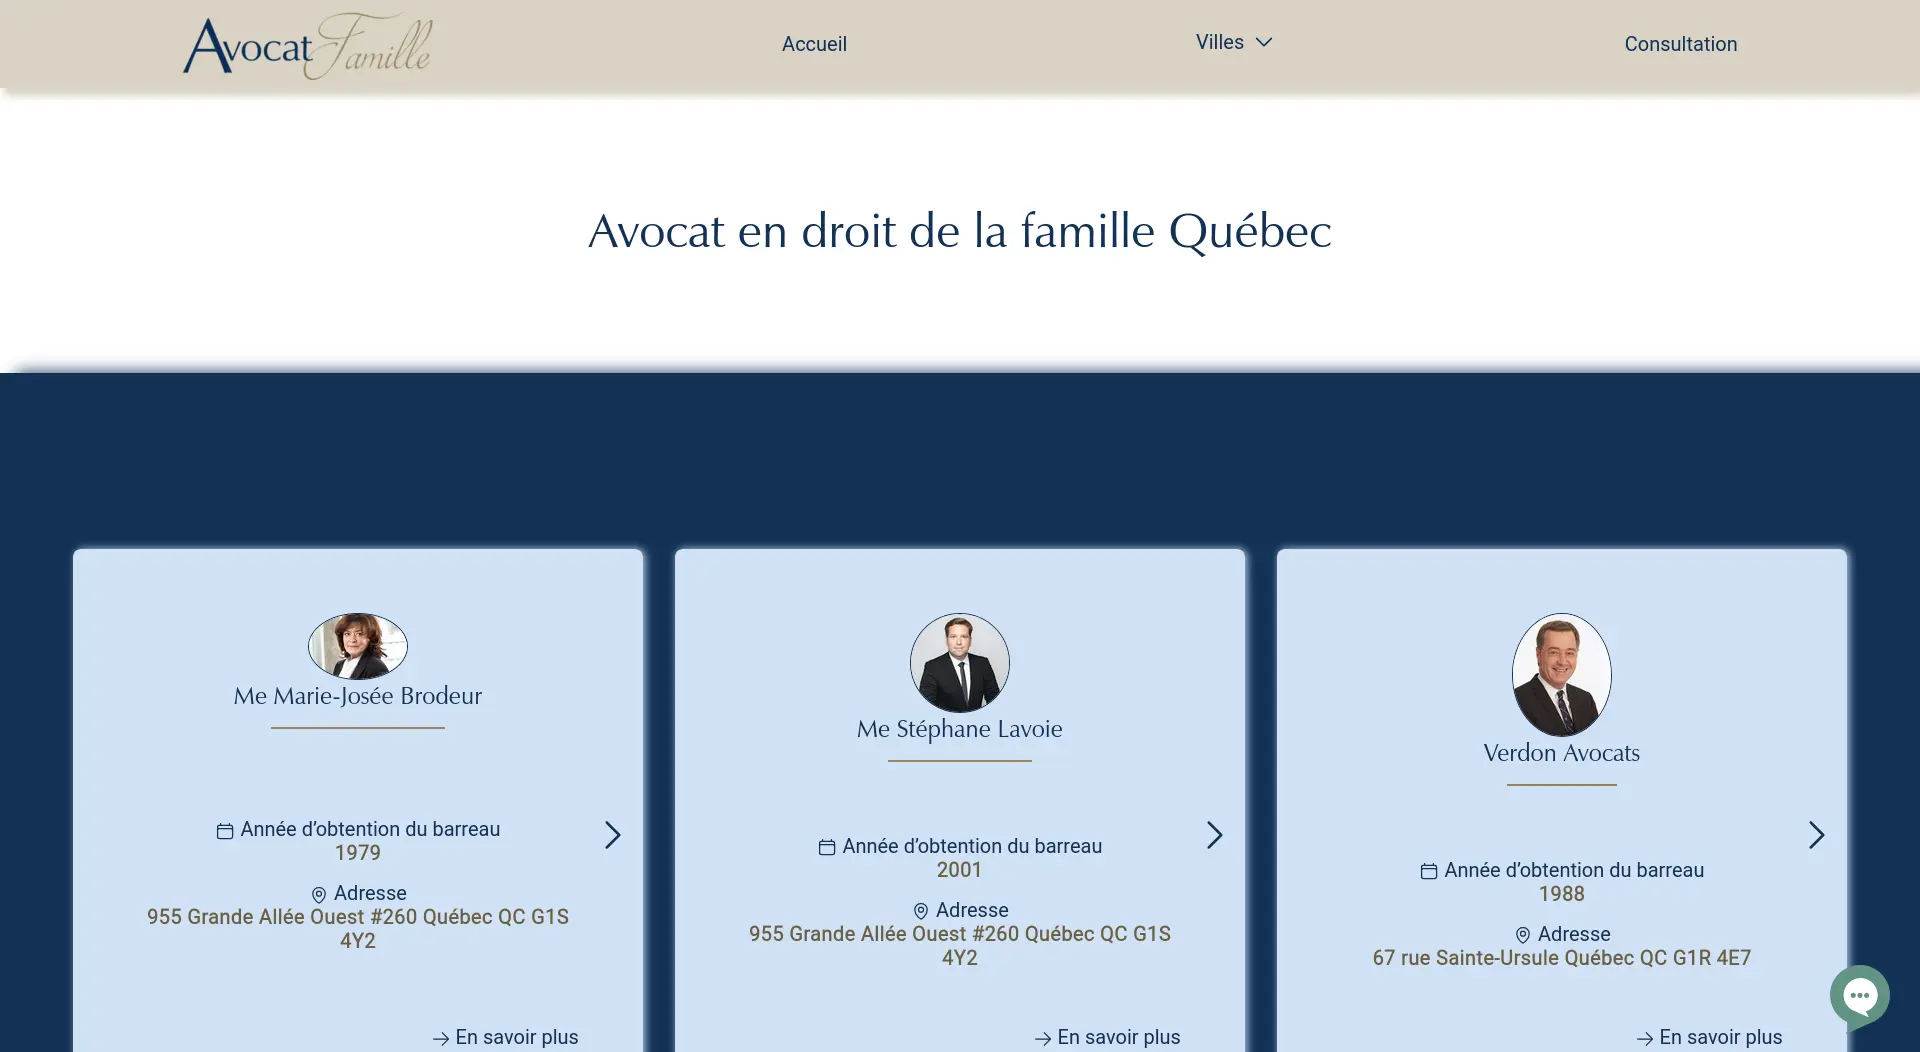 Avocat Famille
Accueil
Villes
Consultation
Avocat en droit de la famille Québec
Me Marie-Josée Brodeur
Année d’obtention du barreau
1979
Adresse
955 Grande Allée Ouest #260 Québec QC G1S
4Y2
En savoir plus
Me Stéphane Lavoie
Année d’obtention du barreau
2001
Adresse
955 Grande Allée Ouest #260 Québec QC G1S
4Y2
En savoir plus
Verdon Avocats
Année d’obtention du barreau
1988
Adresse
67 rue Sainte-Ursule Québec QC G1R 4E7
En savoir plus